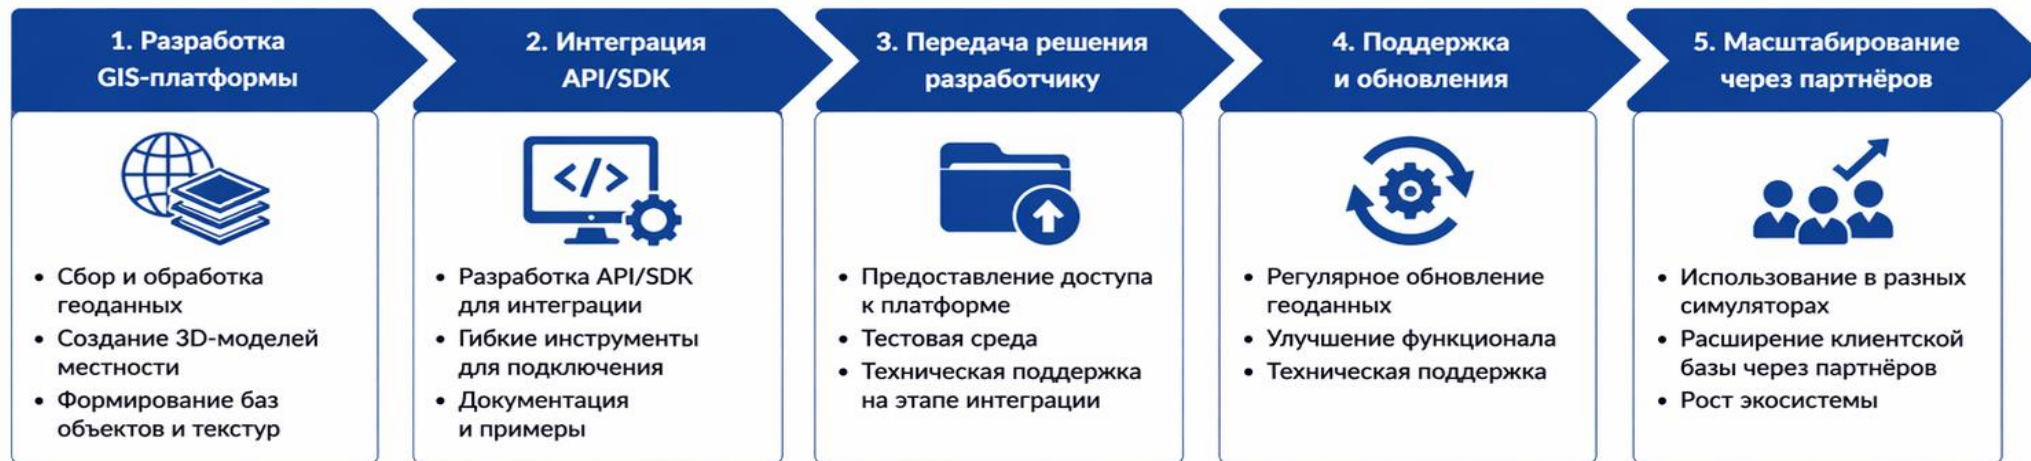 1. Разработка
GIS-платформы
• Сбор и обработка
геоданных
• Создание 3D-моделей
местности
• Формирование баз
объектов и текстур
2. Интеграция
API/SDK
</>
• Разработка API/SDK
для интеграции
• Гибкие инструменты
для подключения
• Документация
и примеры
3. Передача решения
разработчику
• Предоставление доступа
к платформе
• Тестовая среда
• Техническая поддержка
на этапе интеграции
4. Поддержка
и обновления
• Регулярное обновление
геоданных
• Улучшение функционала
• Техническая поддержка
5. Масштабирование
через партнёров
• Использование в разных
симуляторах
• Расширение клиентской
базы через партнёров
• Рост экосистемы